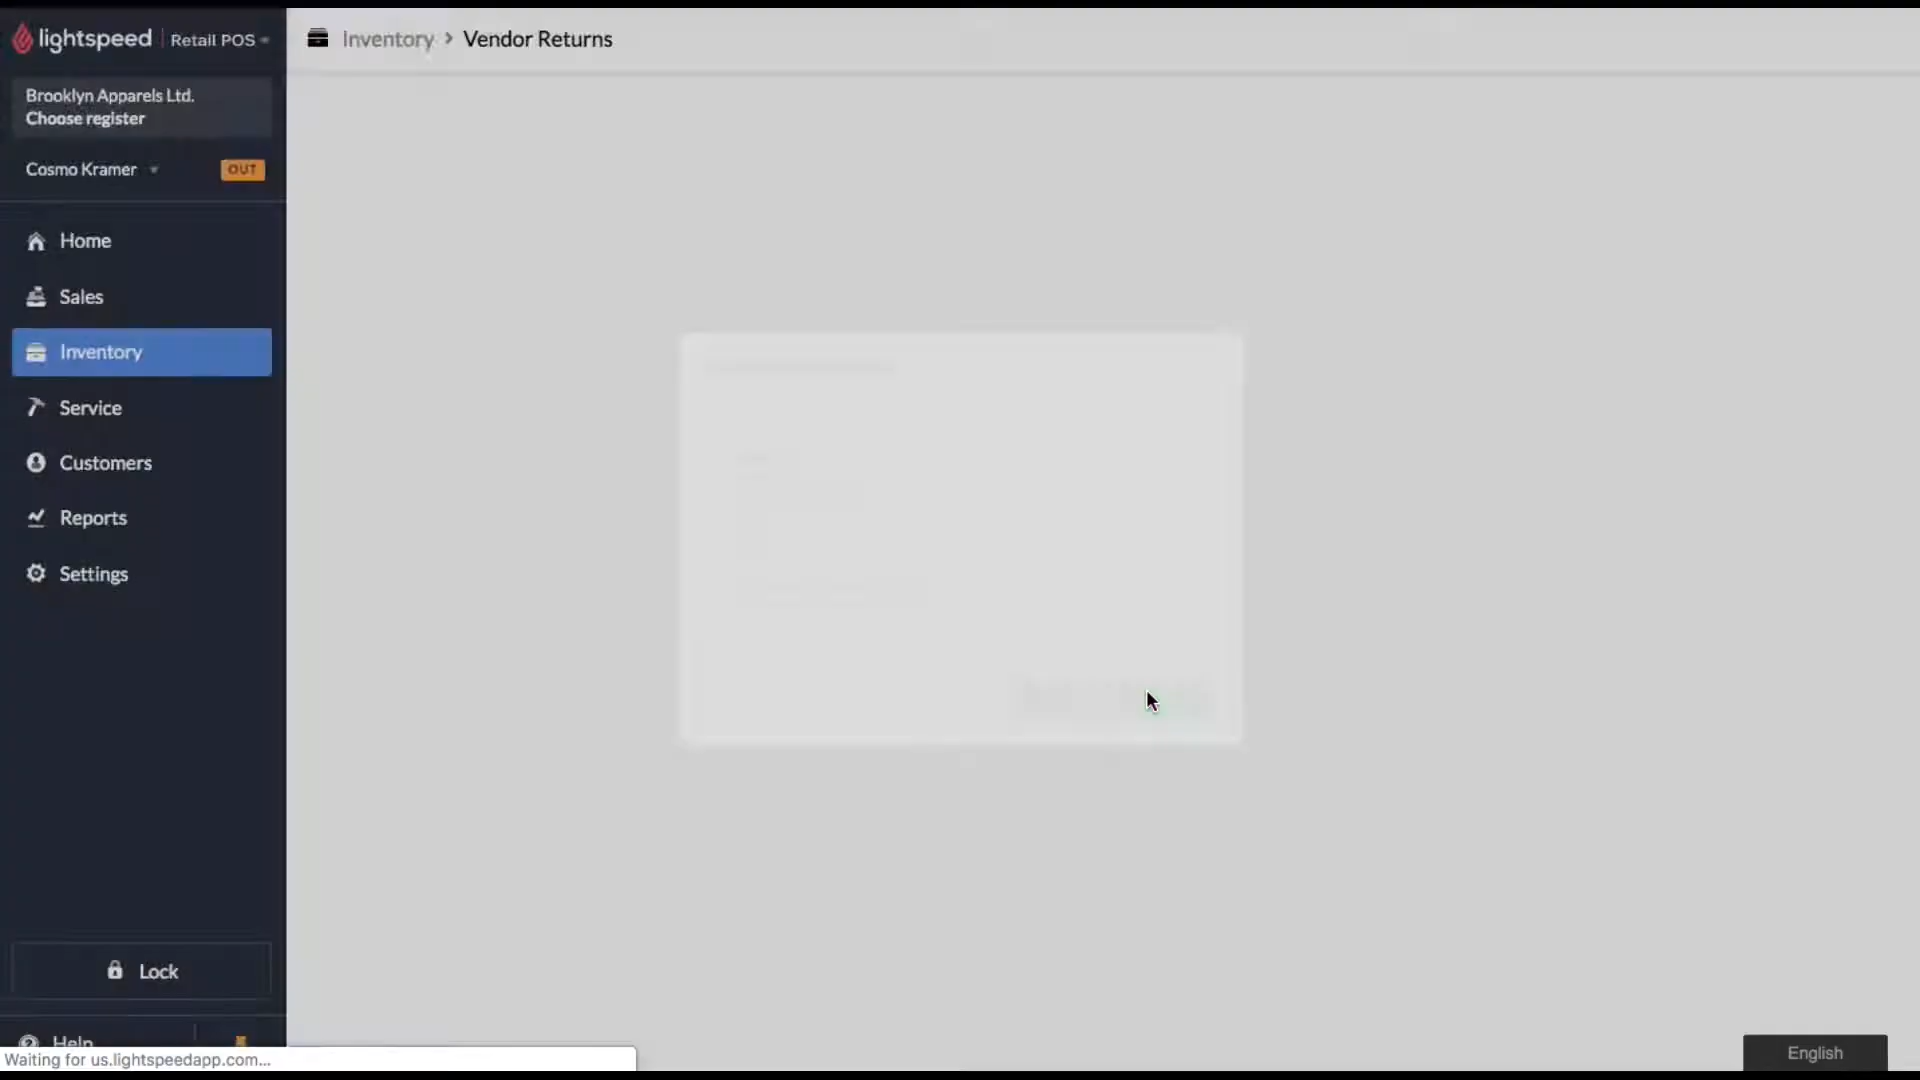 lightspeed | Retail POS
Inventory > Vendor Returns
Brooklyn Apparels Ltd.
Choose register
Cosmo Kramer
OUT
Home
Sales
Inventory
Service
Customers
Reports
Settings
Lock
Help
Waiting for us.lightspeedapp.com...
English